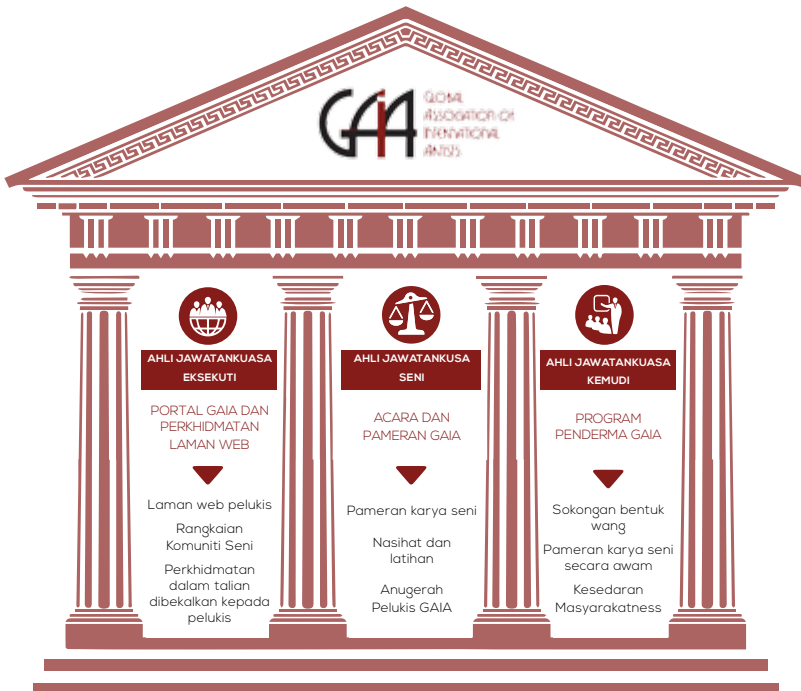 GAiA
GLOBAL
ASSOCIATION OF
INTERNATIONAL
ARTISTS
AHLI JAWATANKUASA
EKSEKUTI
PORTAL GAIA DAN
PERKHIDMATAN
LAMAN WEB
Laman web pelukis
Rangkaian
Komuniti Seni
Perkhidmatan
dalam talian
dibekalkan kepada
pelukis
AHLI JAWATANKUSA
SENI
ACARA DAN
PAMERAN GAIA
Pameran karya seni
Nasihat dan
latihan
Anugerah
Pelukis GAIA
AHLI JAWATANKUASA
KEMUDI
PROGRAM
PENDERMA GAIA
Sokongan bentuk
wang
Pameran karya seni
secara awam
Kesedaran
Masyarakatness